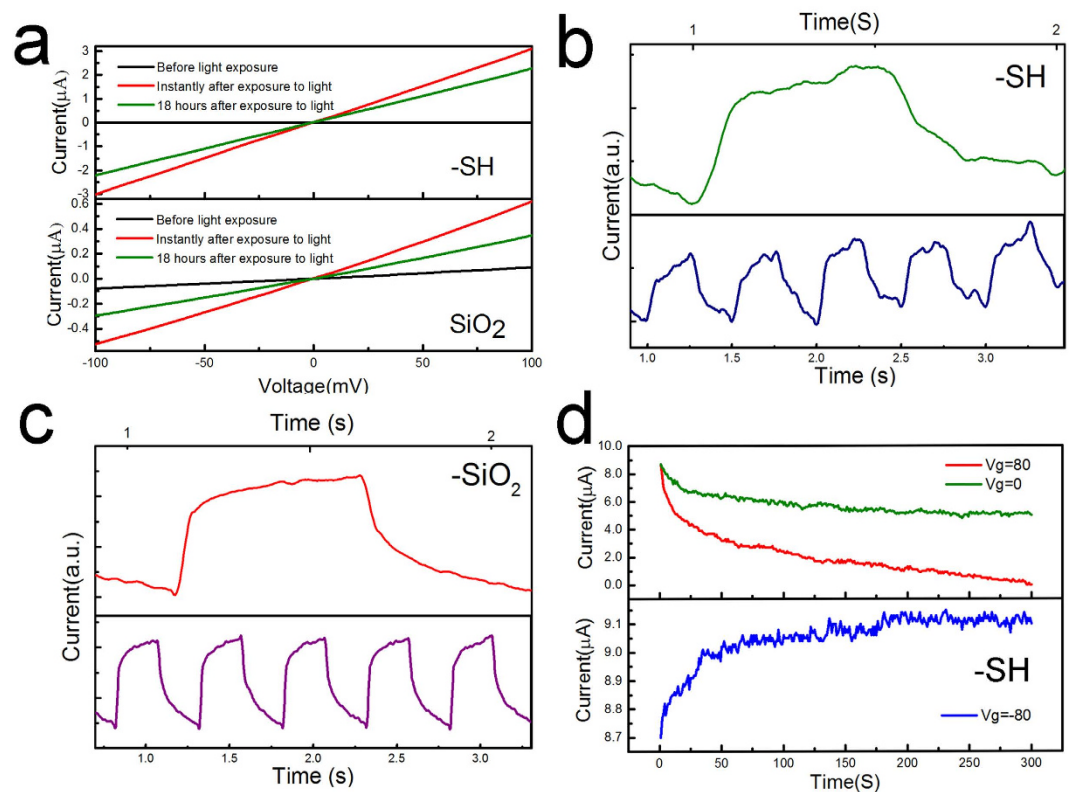 a
3
2
1
0
-1
-2
-3
Current(μA)
Before light exposure
Instantly after exposure to light
18 hours after exposure to light
-SH
0.6
0.4
0.2
0.0
-0.2
-0.4
Current(μA)
Before light exposure
Instantly after exposure to light
18 hours after exposure to light
SiO2
-100 -50 0 50 100
Voltage(mV)
b
Time(S)
1 2
-SH
Current(a.u.)
1.0 1.5 2.0 2.5 3.0
Time (s)
c
Time (s)
1 2
-SiO2
Current(a.u.)
1.0 1.5 2.0 2.5 3.0
Time (s)
d
10.0
8.0
6.0
4.0
2.0
0.0
Current(μA)
Vg=80
Vg=0
9.1
9.0
8.9
8.8
8.7
Current(μA)
-SH
Vg=-80
0 50 100 150 200 250 300
Time(S)